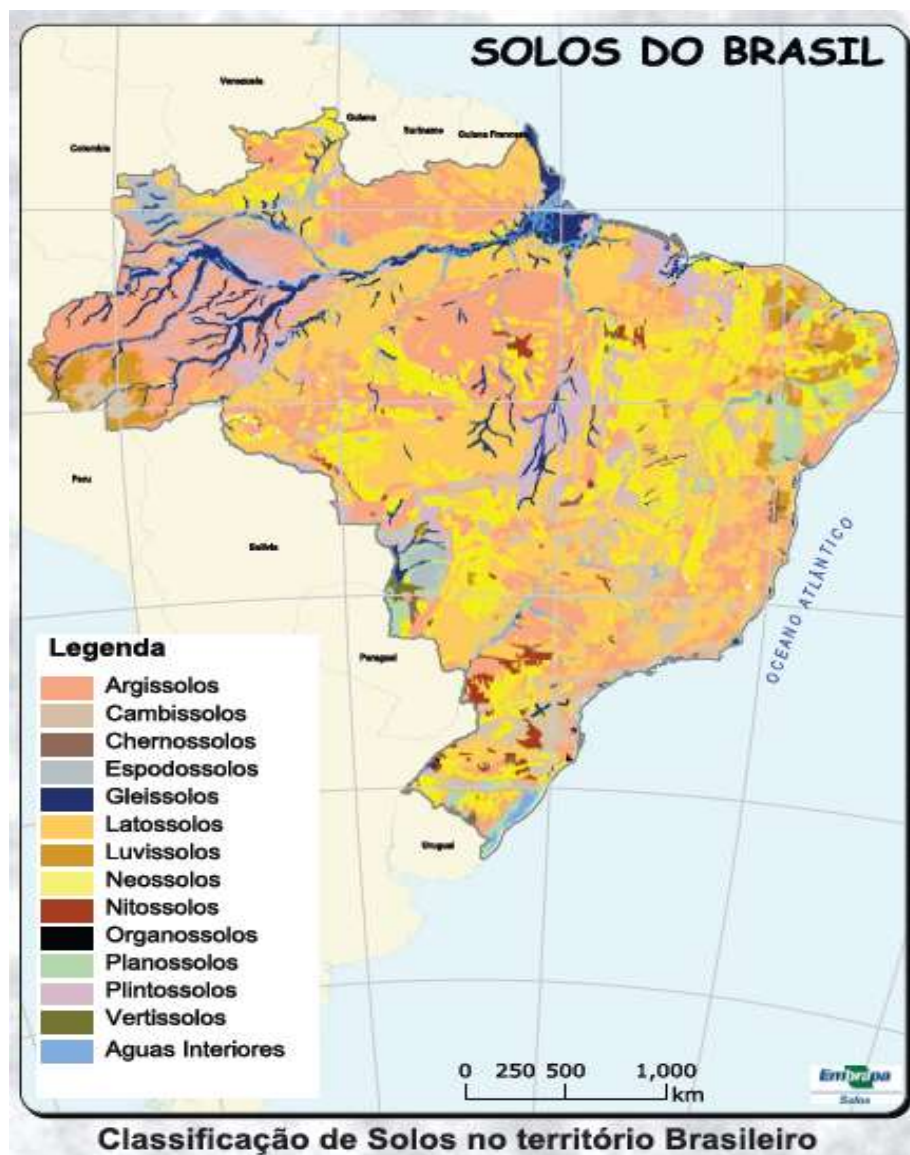 SOLOS DO BRASIL
Venezuela
Guiana
Suriname
Guiana Francesa
Colombia
Peru
Bolivia
Paraguai
Uruguai
OCEANO ATLÂNTICO
Legenda
Argissolos
Cambissolos
Chernossolos
Espodossolos
Gleissolos
Latossolos
Luvissolos
Neossolos
Nitossolos
Organossolos
Planossolos
Plintossolos
Vertissolos
Aguas Interiores
0 250 500 1,000
km
Embrapa
Solos
Classificação de Solos no território Brasileiro